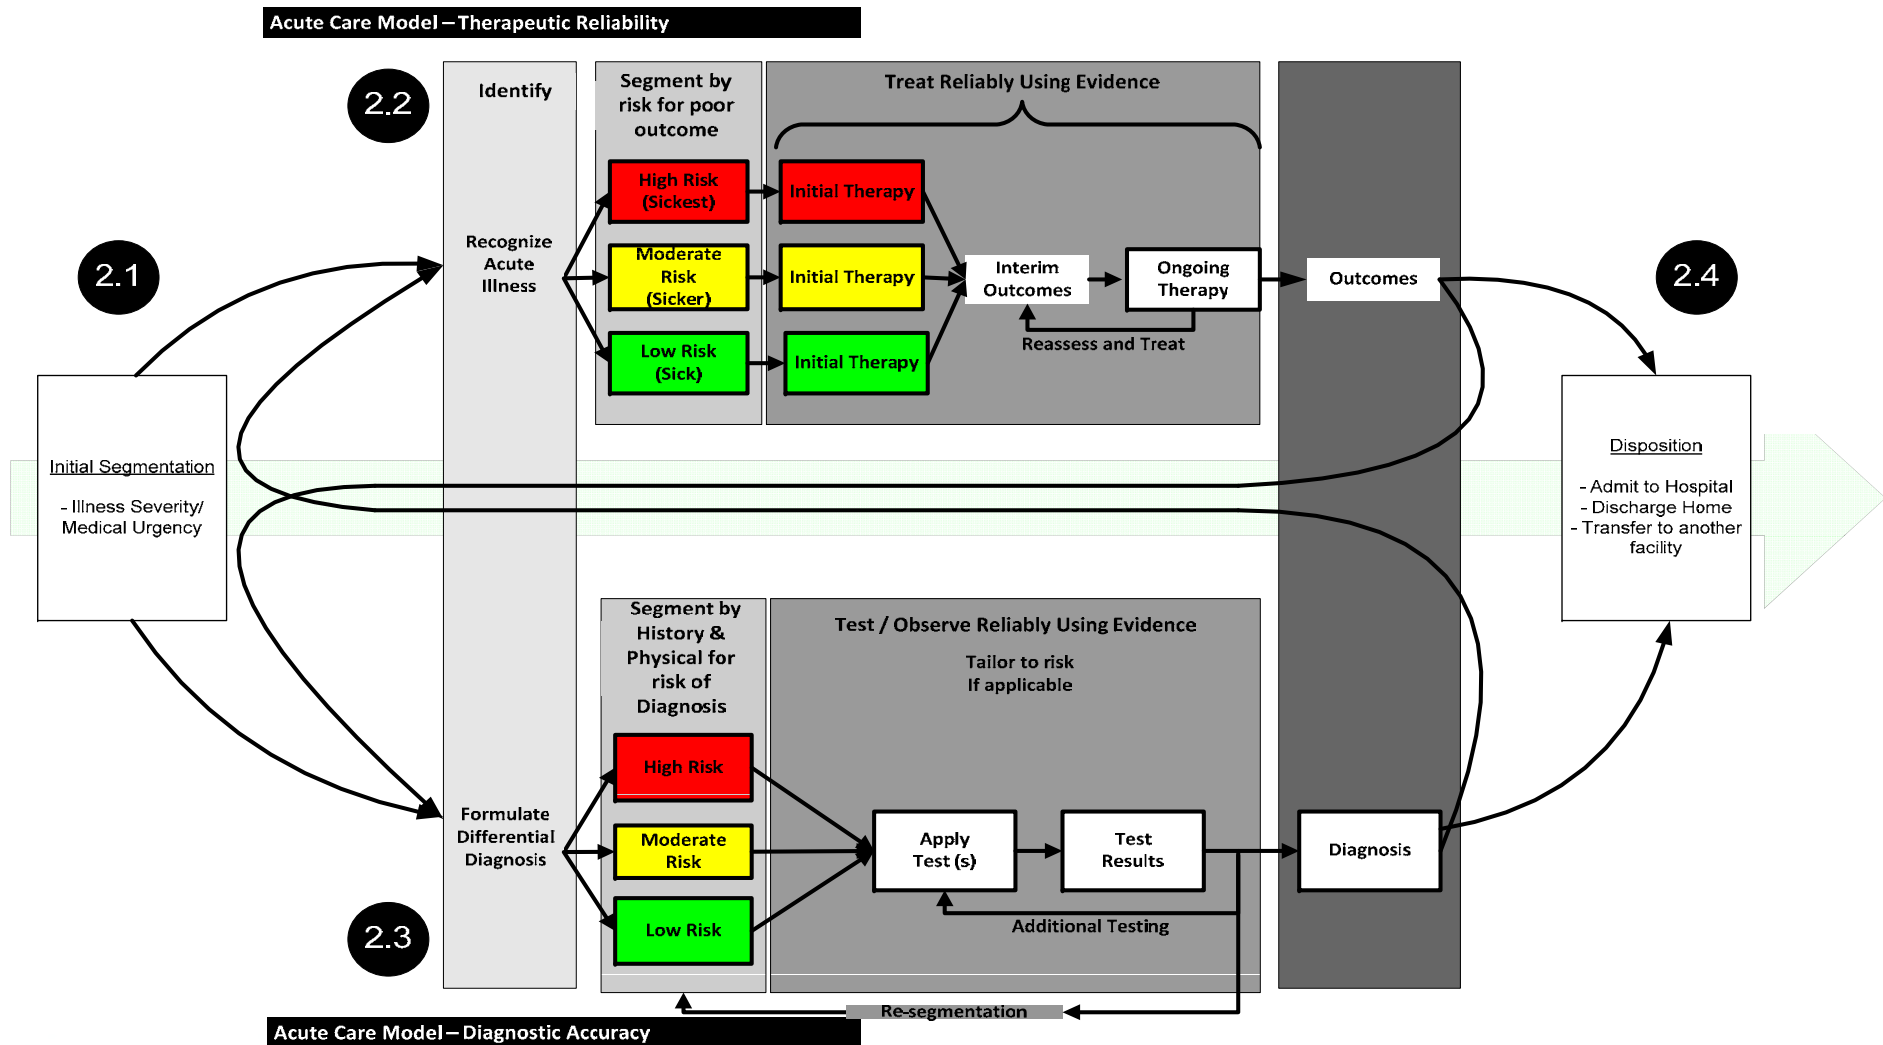 Acute Care Model – Therapeutic Reliability
2.2
Identify
Segment by
risk for poor
outcome
Treat Reliably Using Evidence
High Risk
(Sickest)
Initial Therapy
Recognize
Acute
Illness
Moderate
Risk
(Sicker)
Initial Therapy
Interim
Outcomes
Ongoing
Therapy
Outcomes
2.1
2.4
Low Risk
(Sick)
Initial Therapy
Reassess and Treat
Initial Segmentation
- Illness Severity/
Medical Urgency
Disposition
- Admit to Hospital
- Discharge Home
- Transfer to another
facility
Segment by
History &
Physical for
risk of
Diagnosis
Test / Observe Reliably Using Evidence
Tailor to risk
If applicable
High Risk
Formulate
Differential
Diagnosis
Moderate
Risk
Apply
Test (s)
Test
Results
Diagnosis
Low Risk
Additional Testing
2.3
Re-segmentation
Acute Care Model – Diagnostic Accuracy